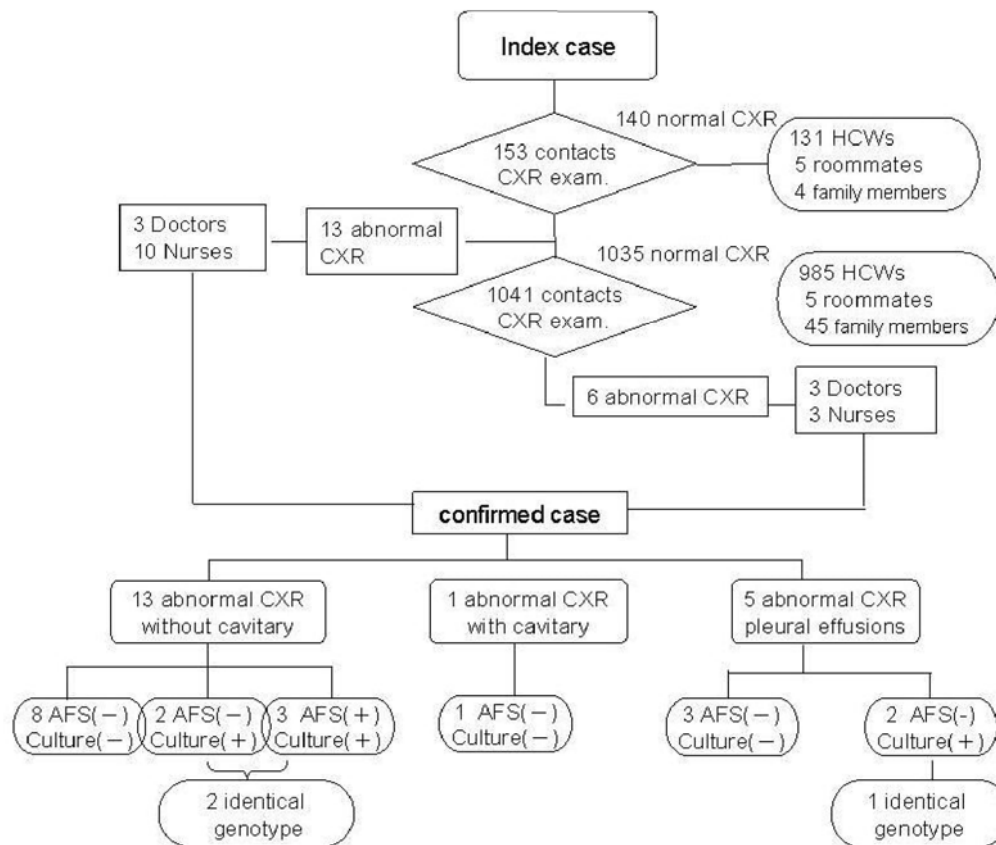 Index case
140 normal CXR
153 contacts
CXR exam.
131 HCWs
5 roommates
4 family members
3 Doctors
10 Nurses
13 abnormal
CXR
1035 normal CXR
1041 contacts
CXR exam.
985 HCWs
5 roommates
45 family members
6 abnormal CXR
3 Doctors
3 Nurses
confirmed case
13 abnormal CXR
without cavitary
1 abnormal CXR
with cavitary
5 abnormal CXR
pleural effusions
8 AFS(－)
Culture(－)
2 AFS(－)
Culture(＋)
3 AFS(＋)
Culture(＋)
1 AFS(－)
Culture(－)
3 AFS(－)
Culture(－)
2 AFS(-)
Culture(＋)
2 identical
genotype
1 identical
genotype